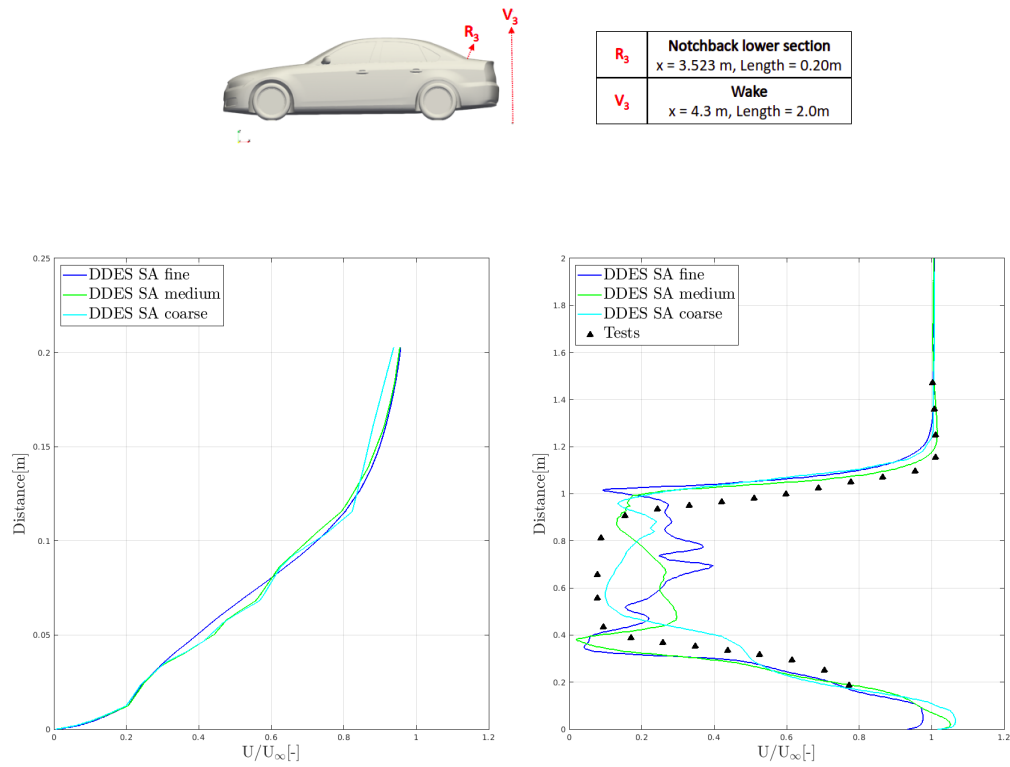 V3
R3
R3
Notchback lower section
x = 3.523 m, Length = 0.20m
V3
Wake
x = 4.3 m, Length = 2.0m
0.25
0.2
0.15
0.1
0.05
0
0
0.2
0.4
0.6
0.8
1
1.2
Distance[m]
U/U∞[-]
DDES SA fine
DDES SA medium
DDES SA coarse
2
1.8
1.6
1.4
1.2
1
0.8
0.6
0.4
0.2
0
0
0.2
0.4
0.6
0.8
1
1.2
Distance[m]
U/U∞[-]
DDES SA fine
DDES SA medium
DDES SA coarse
Tests